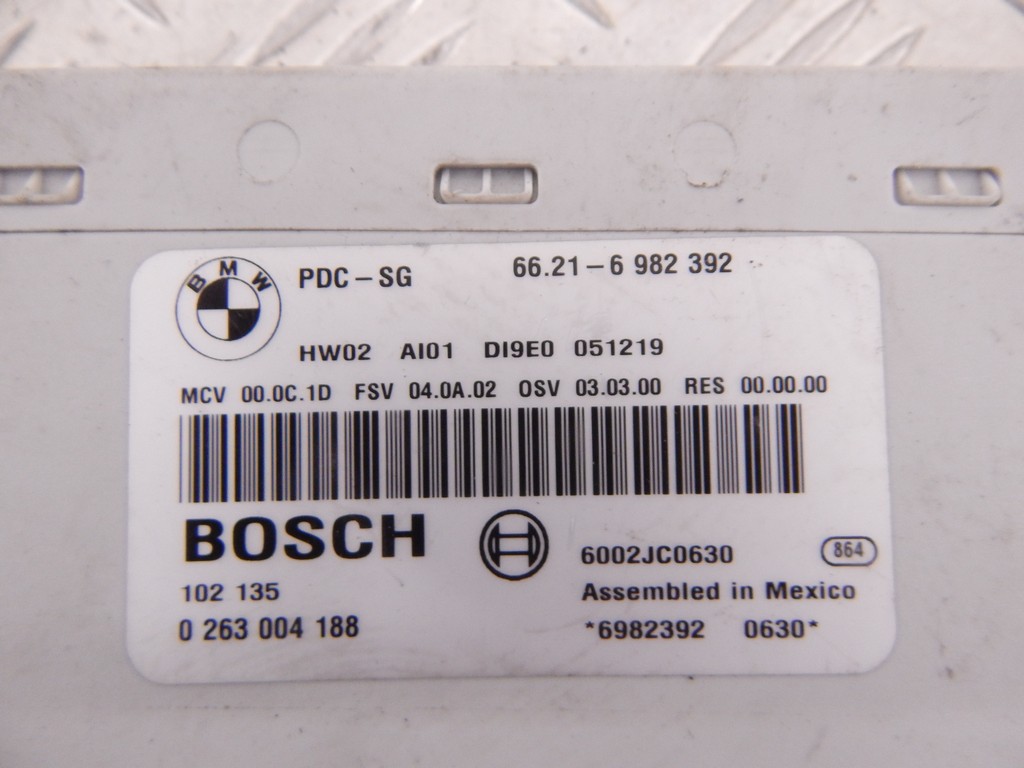 BMW
PDC-SG 66.21-6 982 392
HW02 AI01 DI9E0 051219
MCV 00.0C.1D FSV 04.0A.02 OSV 03.03.00 RES 00.00.00
BOSCH
6002JC0630 864
102 135 Assembled in Mexico
0 263 004 188 *6982392 0630*